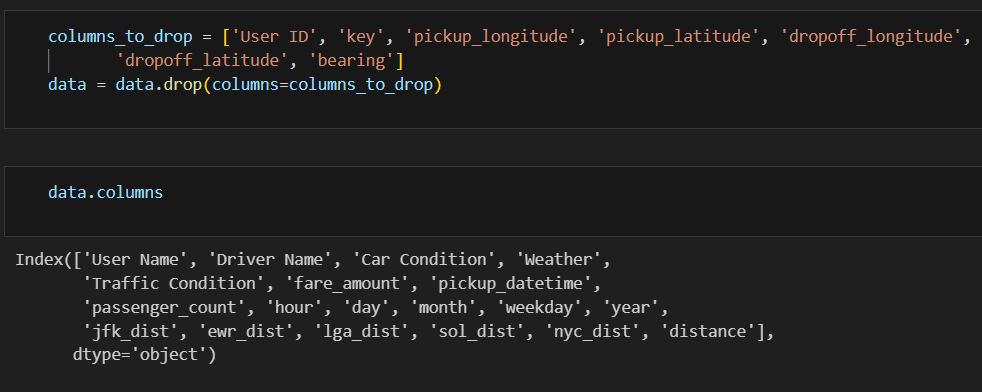 columns_to_drop = ['User ID', 'key', 'pickup_longitude', 'pickup_latitude', 'dropoff_longitude',
'dropoff_latitude', 'bearing']
data = data.drop(columns=columns_to_drop)
data.columns
Index(['User Name', 'Driver Name', 'Car Condition', 'Weather',
'Traffic Condition', 'fare_amount', 'pickup_datetime',
'passenger_count', 'hour', 'day', 'month', 'weekday', 'year',
'jfk_dist', 'ewr_dist', 'lga_dist', 'sol_dist', 'nyc_dist', 'distance'],
dtype='object')